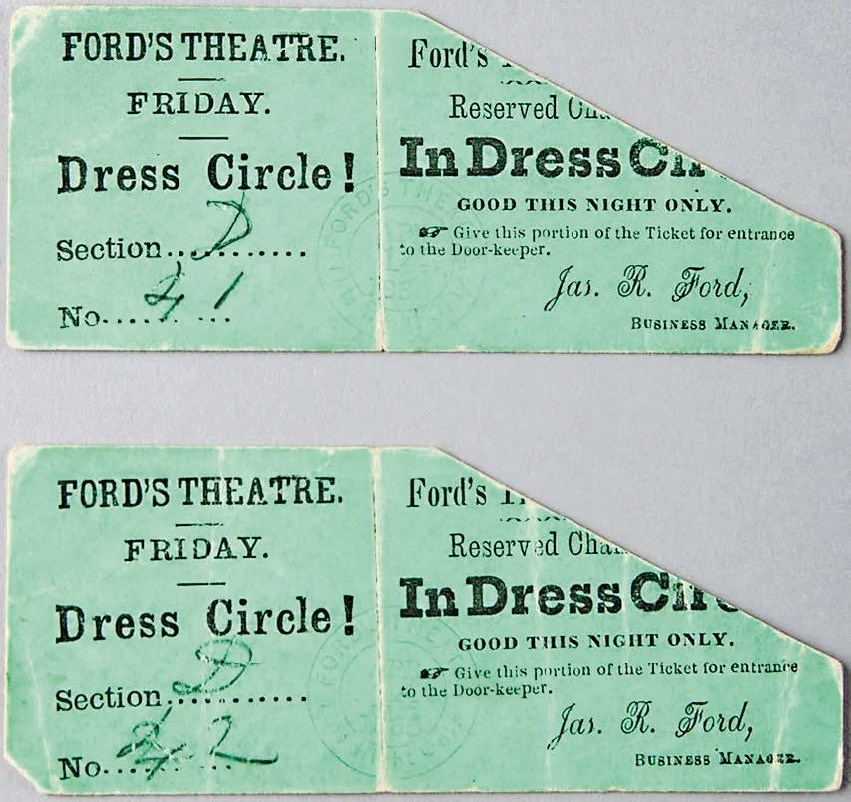 FORD'S THEATRE.
FRIDAY.
Dress Circle!
Section..D..........
No....41....
Ford's
Reserved
In Dress Cir
GOOD THIS NIGHT ONLY.
☞ Give this portion of the Ticket for entrance
to the Door-keeper.
Jas. R. Ford,
BUSINESS MANAGER.
FORD'S THEATRE.
FRIDAY.
Dress Circle!
Section..D..........
No....42....
Ford's
Reserved
In Dress Circ
GOOD THIS NIGHT ONLY.
☞ Give this portion of the Ticket for entrance
to the Door-keeper.
Jas. R. Ford,
BUSINESS MANAGER.